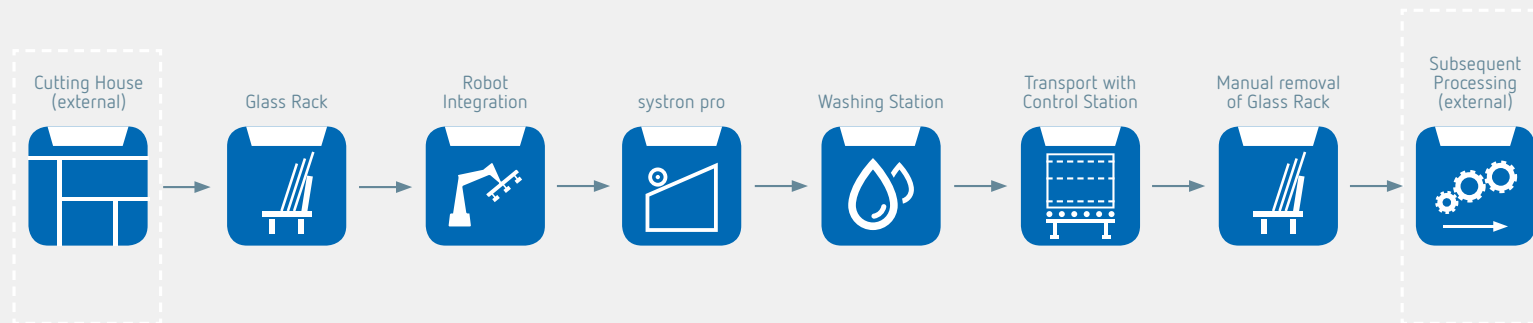 Cutting House
(external)
Glass Rack
Robot
Integration
systron pro
Washing Station
Transport with
Control Station
Manual removal
of Glass Rack
Subsequent
Processing
(external)